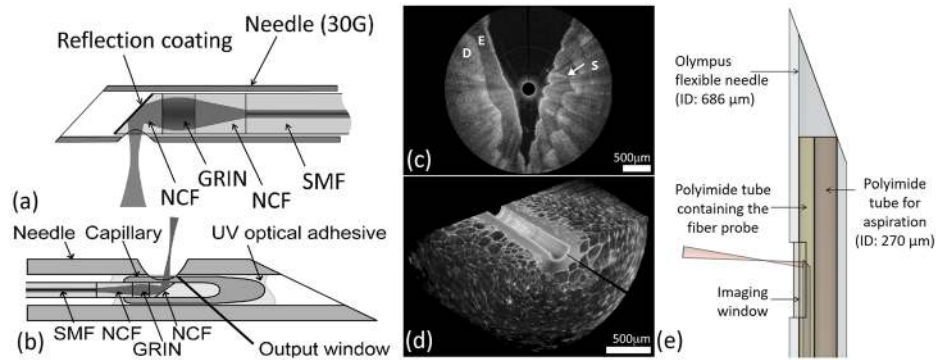 Needle (30G)
Reflection coating
NCF
GRIN
NCF
SMF
(a)
Needle
Capillary
UV optical adhesive
SMF
NCF
GRIN
NCF
Output window
(b)
D
E
S
(c)
500μm
(d)
500μm
Olympus
flexible needle
(ID: 686 μm)
Polyimide tube
containing the
fiber probe
Imaging
window
Polyimide
tube for
aspiration
(ID: 270 μm)
(e)